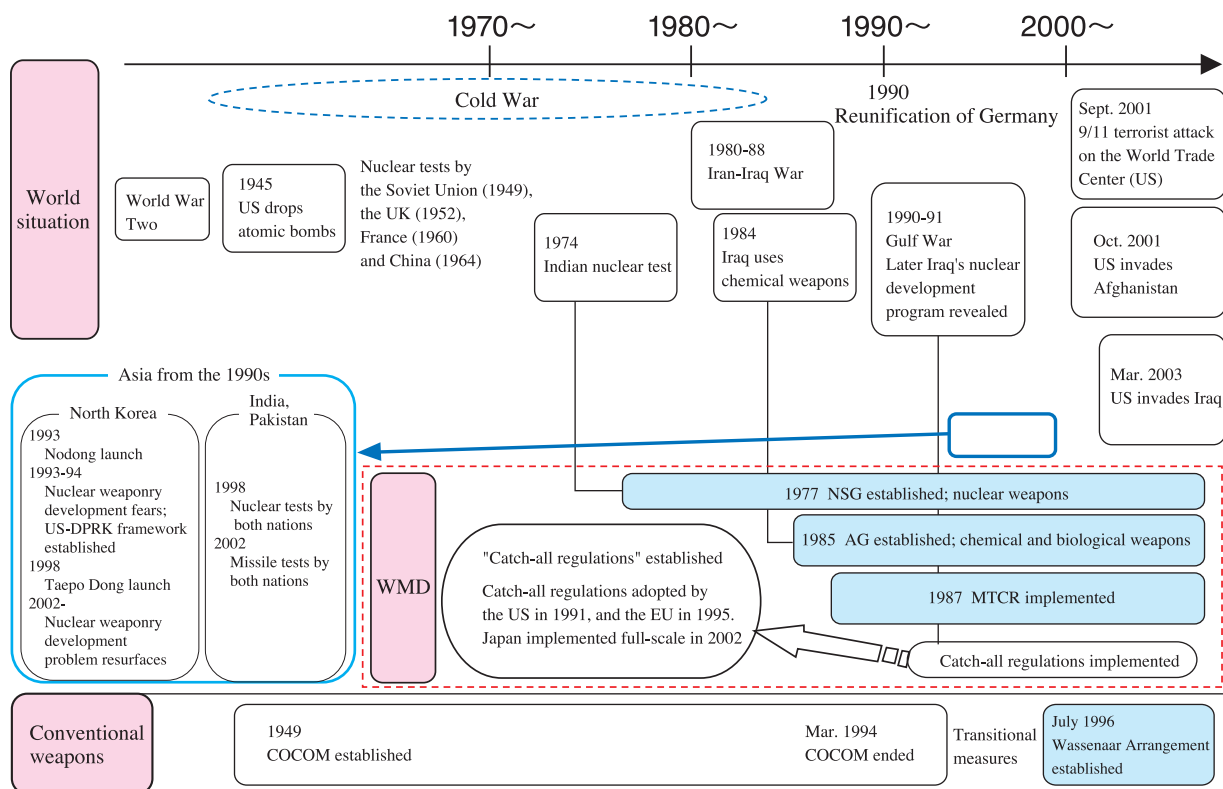 1970～
1980～
1990～
2000～
World
situation
Cold War
1990
Reunification of Germany
World War
Two
1945
US drops
atomic bombs
Nuclear tests by
the Soviet Union (1949),
the UK (1952),
France (1960)
and China (1964)
1974
Indian nuclear test
1980-88
Iran-Iraq War
1984
Iraq uses
chemical weapons
1990-91
Gulf War
Later Iraq's nuclear
development
program revealed
Sept. 2001
9/11 terrorist attack
on the World Trade
Center (US)
Oct. 2001
US invades
Afghanistan
Mar. 2003
US invades Iraq
Asia from the 1990s
North Korea
1993
Nodong launch
1993-94
Nuclear weaponry
development fears;
US-DPRK framework
established
1998
Taepo Dong launch
2002-
Nuclear weaponry
development
problem resurfaces
India,
Pakistan
1998
Nuclear tests by
both nations
2002
Missile tests by
both nations
WMD
"Catch-all regulations" established
Catch-all regulations adopted by
the US in 1991, and the EU in 1995.
Japan implemented full-scale in 2002
1977 NSG established; nuclear weapons
1985 AG established; chemical and biological weapons
1987 MTCR implemented
Catch-all regulations implemented
Conventional
weapons
1949
COCOM established
Mar. 1994
COCOM ended
Transitional
measures
July 1996
Wassenaar Arrangement
established